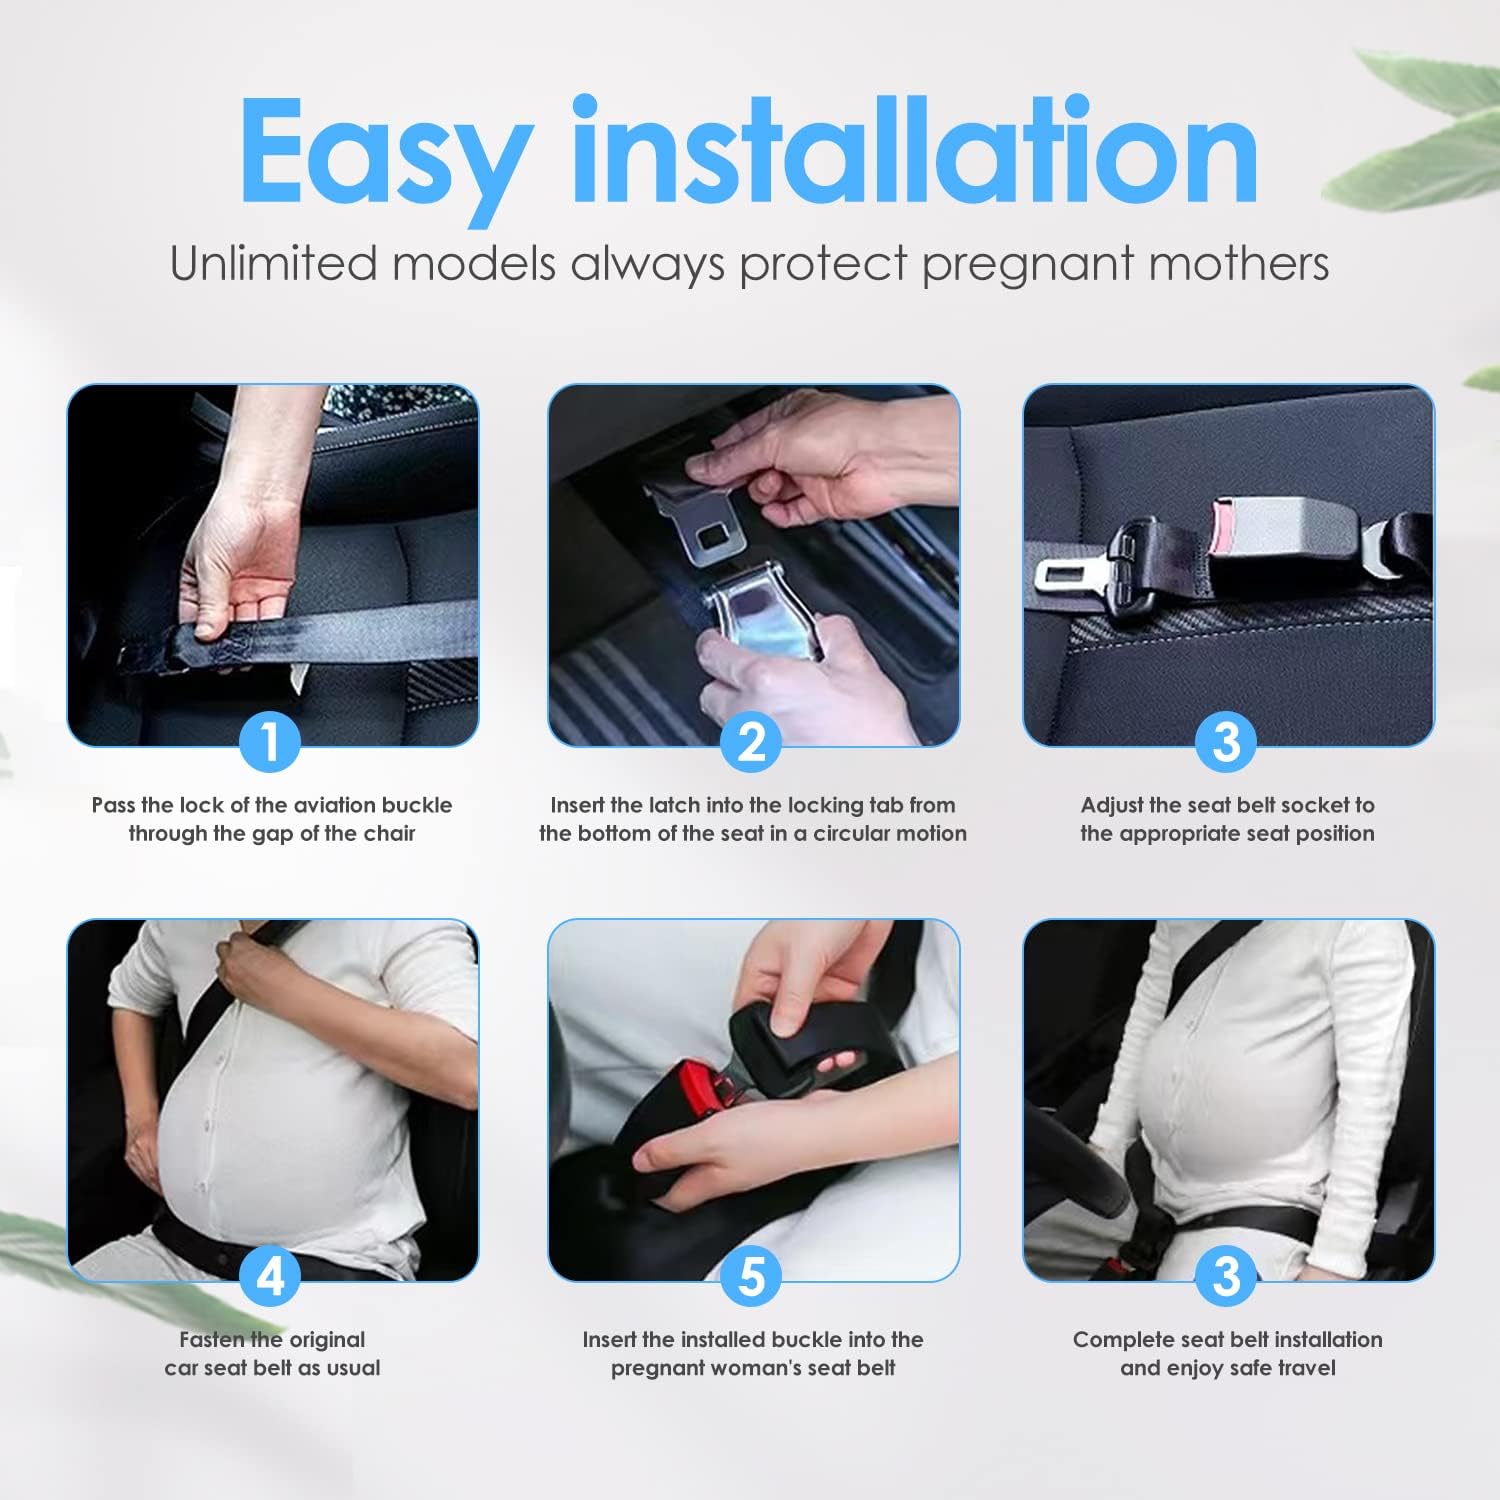 Easy installation
Unlimited models always protect pregnant mothers
1
Pass the lock of the aviation buckle
through the gap of the chair
2
Insert the latch into the locking tab from
the bottom of the seat in a circular motion
3
Adjust the seat belt socket to
the appropriate seat position
4
Fasten the original
car seat belt as usual
5
Insert the installed buckle into the
pregnant woman's seat belt
3
Complete seat belt installation
and enjoy safe travel